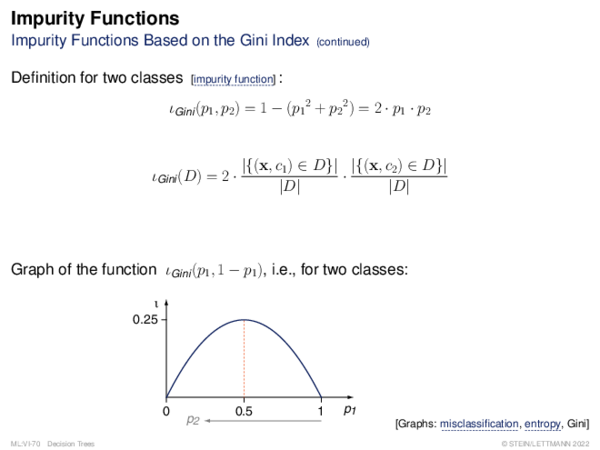 Impurity Functions
Impurity Functions Based on the Gini Index (continued)
Definition for two classes [impurity function] :
ι_Gini(p₁, p₂) = 1 − (p₁² + p₂²) = 2 · p₁ · p₂
ι_Gini(D) = 2 · |{(x, c₁) ∈ D}| / |D| · |{(x, c₂) ∈ D}| / |D|
Graph of the function ι_Gini(p₁, 1 − p₁), i.e., for two classes:
ι
0.25
0 0.5 1 p1
p2
[Graphs: misclassification, entropy, Gini]
ML:VI-70 Decision Trees © STEIN/LETTMANN 2022